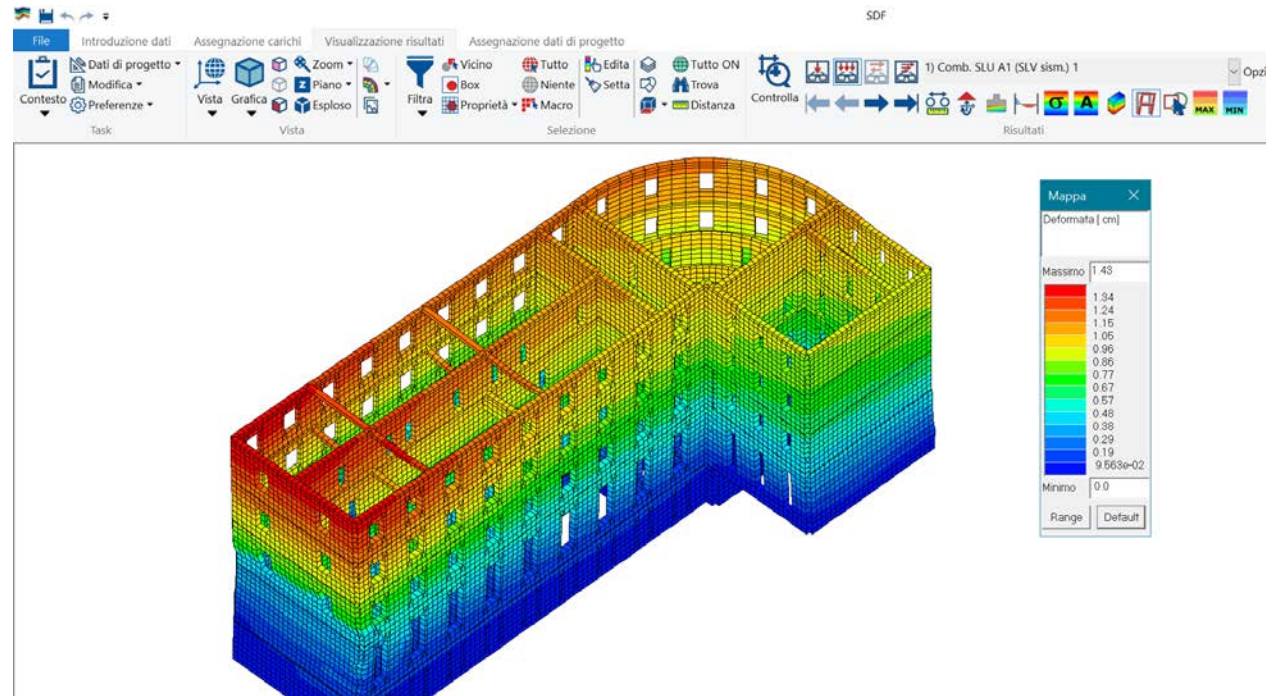 SDF
File Introduzione dati Assegnazione carichi Visualizzazione risultati Assegnazione dati di progetto
Contesto
Dati di progetto
Modifica
Preferenze
Task
Vista
Grafica
Zoom
Piano
Esploso
Vista
Filtra
Vicino
Box
Proprietà
Tutto
Niente
Macro
Edita
Setta
Tutto ON
Trova
Distanza
Selezione
Controlla
1) Comb. SLU A1 (SLV sism.) 1
Opzi
σ A MAX MIN
Risultati
Mappa
Deformata [ cm]
Massimo 1.43
1.34
1.24
1.15
1.05
0.96
0.86
0.77
0.67
0.57
0.48
0.38
0.29
0.19
9.563e-02
Minimo 0.0
Range Default